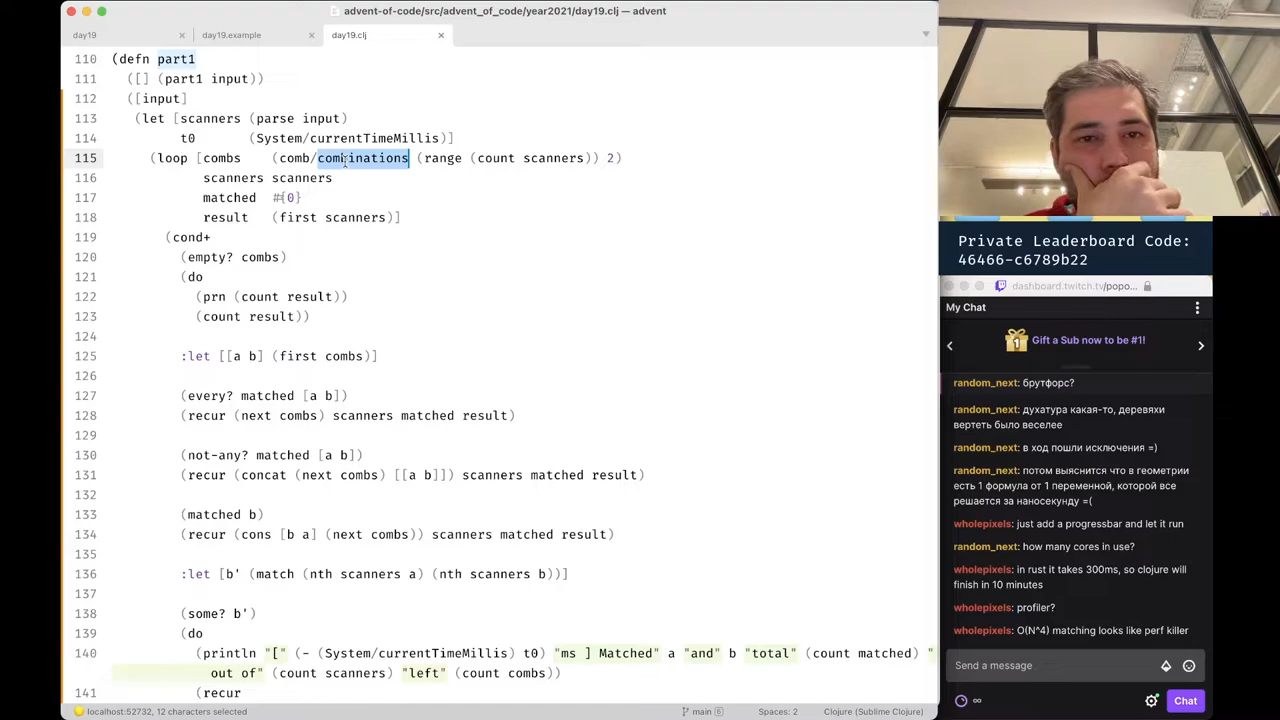 advent-of-code/src/advent_of_code/year2021/day19.clj — advent
day19
day19.example
day19.clj
110 (defn part1
111 ([] (part1 input))
112 ([input]
113 (let [scanners (parse input)
114 t0 (System/currentTimeMillis)]
115 (loop [combs (comb/combinations (range (count scanners)) 2)
116 scanners scanners
117 matched #{0}
118 result (first scanners)]
119 (cond+
120 (empty? combs)
121 (do
122 (prn (count result))
123 (count result))
124
125 :let [[a b] (first combs)]
126
127 (every? matched [a b])
128 (recur (next combs) scanners matched result)
129
130 (not-any? matched [a b])
131 (recur (concat (next combs) [[a b]]) scanners matched result)
132
133 (matched b)
134 (recur (cons [b a] (next combs)) scanners matched result)
135
136 :let [b' (match (nth scanners a) (nth scanners b))]
137
138 (some? b')
139 (do
140 (println "[" (- (System/currentTimeMillis) t0) "ms ] Matched" a "and" b "total" (count matched) "
out of" (count scanners) "left" (count combs))
141 (recur
localhost:52732, 12 characters selected
main 6
Spaces: 2
Clojure (Sublime Clojure)
Private Leaderboard Code:
46466-c6789b22
dashboard.twitch.tv/popo...
My Chat
1
Gift a Sub now to be #1!
random_next: брутфорс?
random_next: духатура какая-то, деревяхи
вертеть было веселее
random_next: в ход пошли исключения =)
random_next: потом выяснится что в геометрии
есть 1 формула от 1 переменной, которой все
решается за наносекунду =(
wholepixels: just add a progressbar and let it run
random_next: how many cores in use?
wholepixels: in rust it takes 300ms, so clojure will
finish in 10 minutes
wholepixels: profiler?
wholepixels: O(N^4) matching looks like perf killer
Send a message
∞
Chat